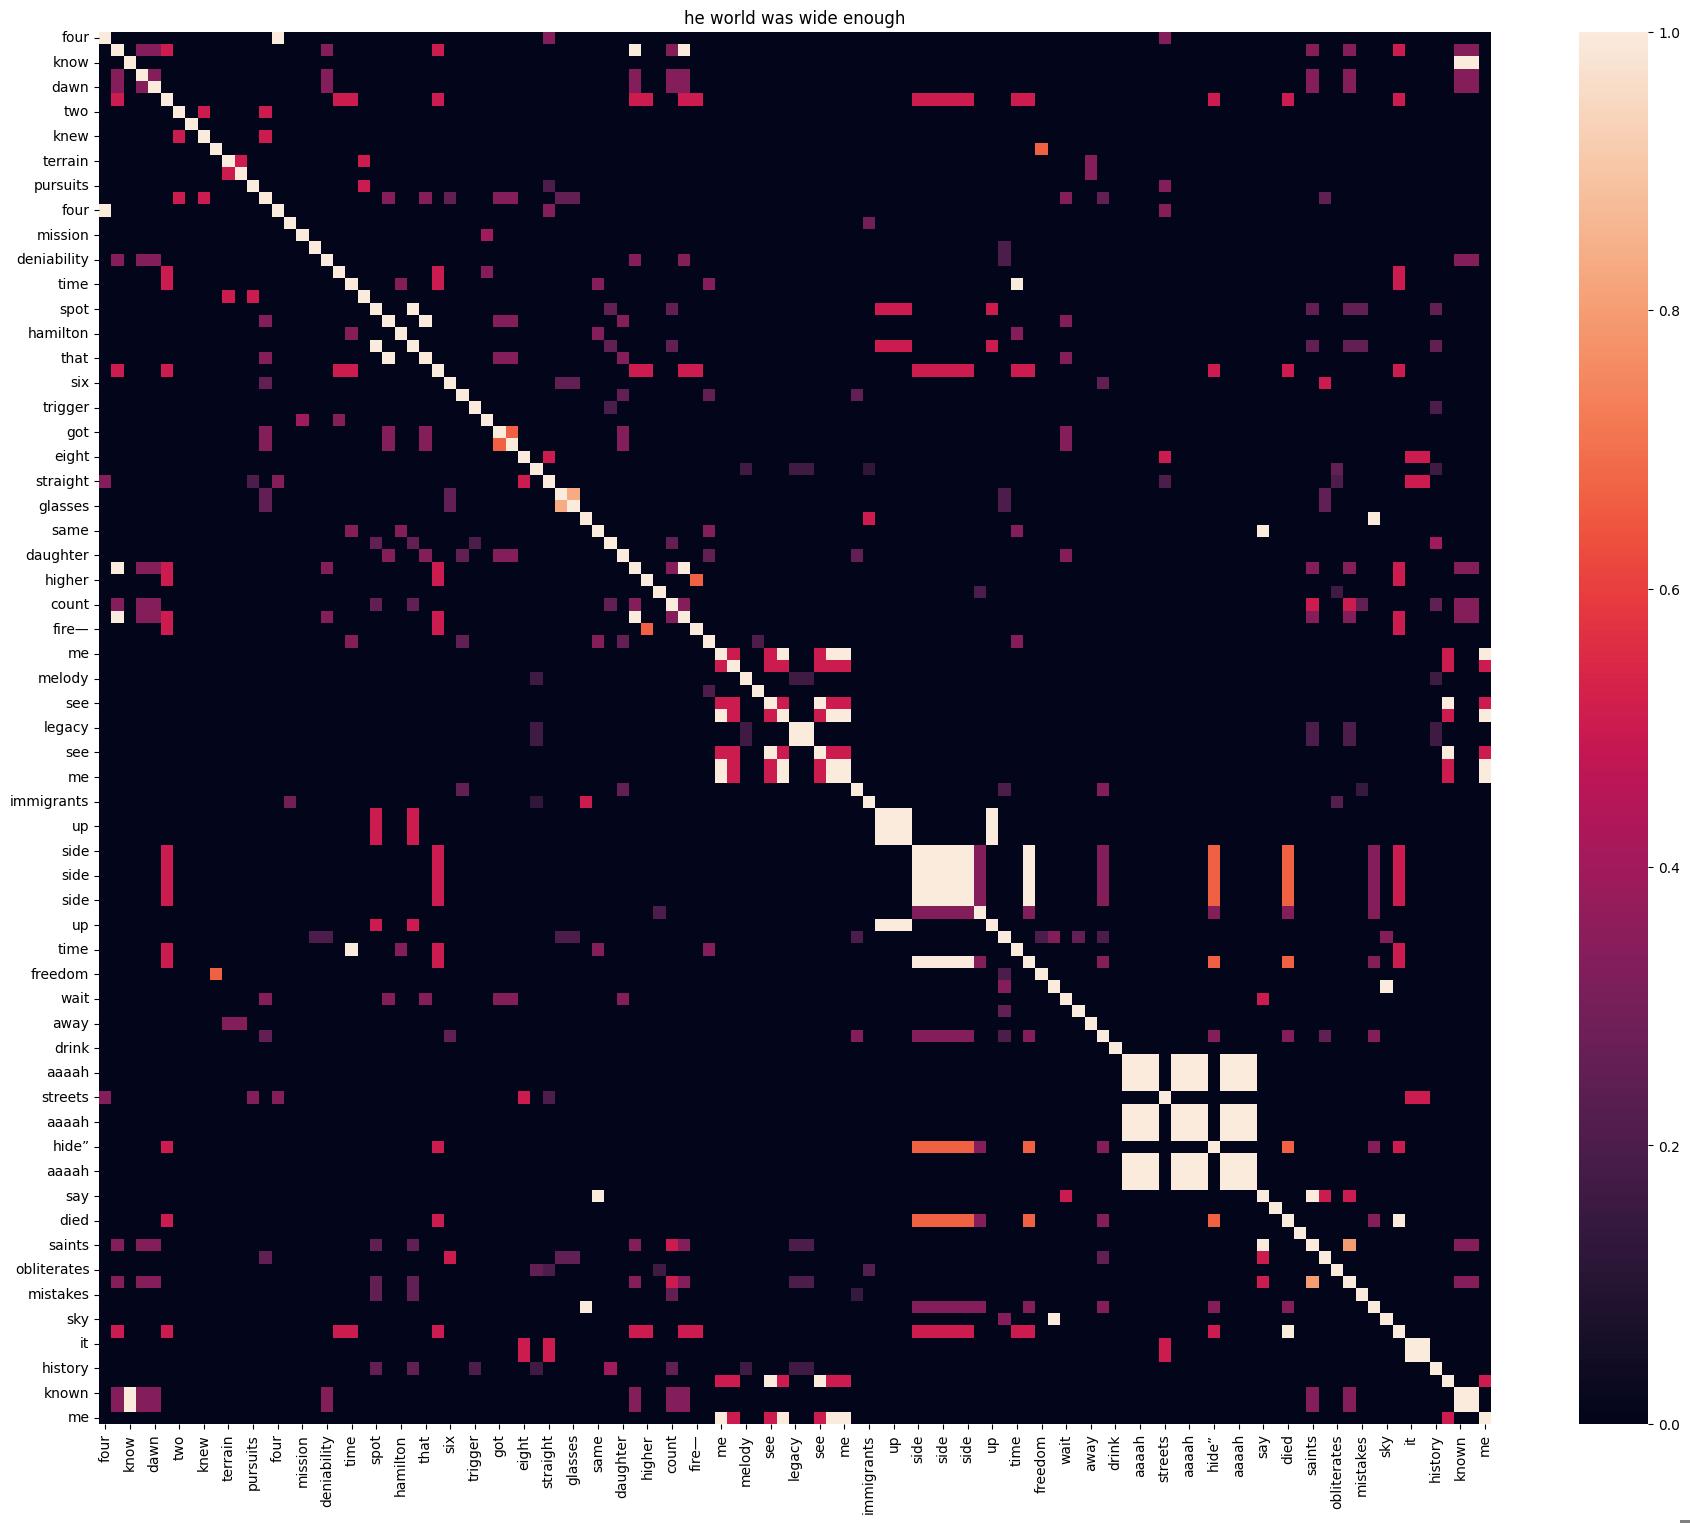 he world was wide enough
four
know
dawn
two
knew
terrain
pursuits
four
mission
deniability
time
spot
hamilton
that
six
trigger
got
eight
straight
glasses
same
daughter
higher
count
fire—
me
melody
see
legacy
see
me
immigrants
up
side
side
side
up
time
freedom
wait
away
drink
aaaah
streets
aaaah
hide”
aaaah
say
died
saints
obliterates
mistakes
sky
it
history
known
me
four
know
dawn
two
knew
terrain
pursuits
four
mission
deniability
time
spot
hamilton
that
six
trigger
got
eight
straight
glasses
same
daughter
higher
count
fire—
me
melody
see
legacy
see
me
immigrants
up
side
side
side
up
time
freedom
wait
away
drink
aaaah
streets
aaaah
hide”
aaaah
say
died
saints
obliterates
mistakes
sky
it
history
known
me
1.0
0.8
0.6
0.4
0.2
0.0